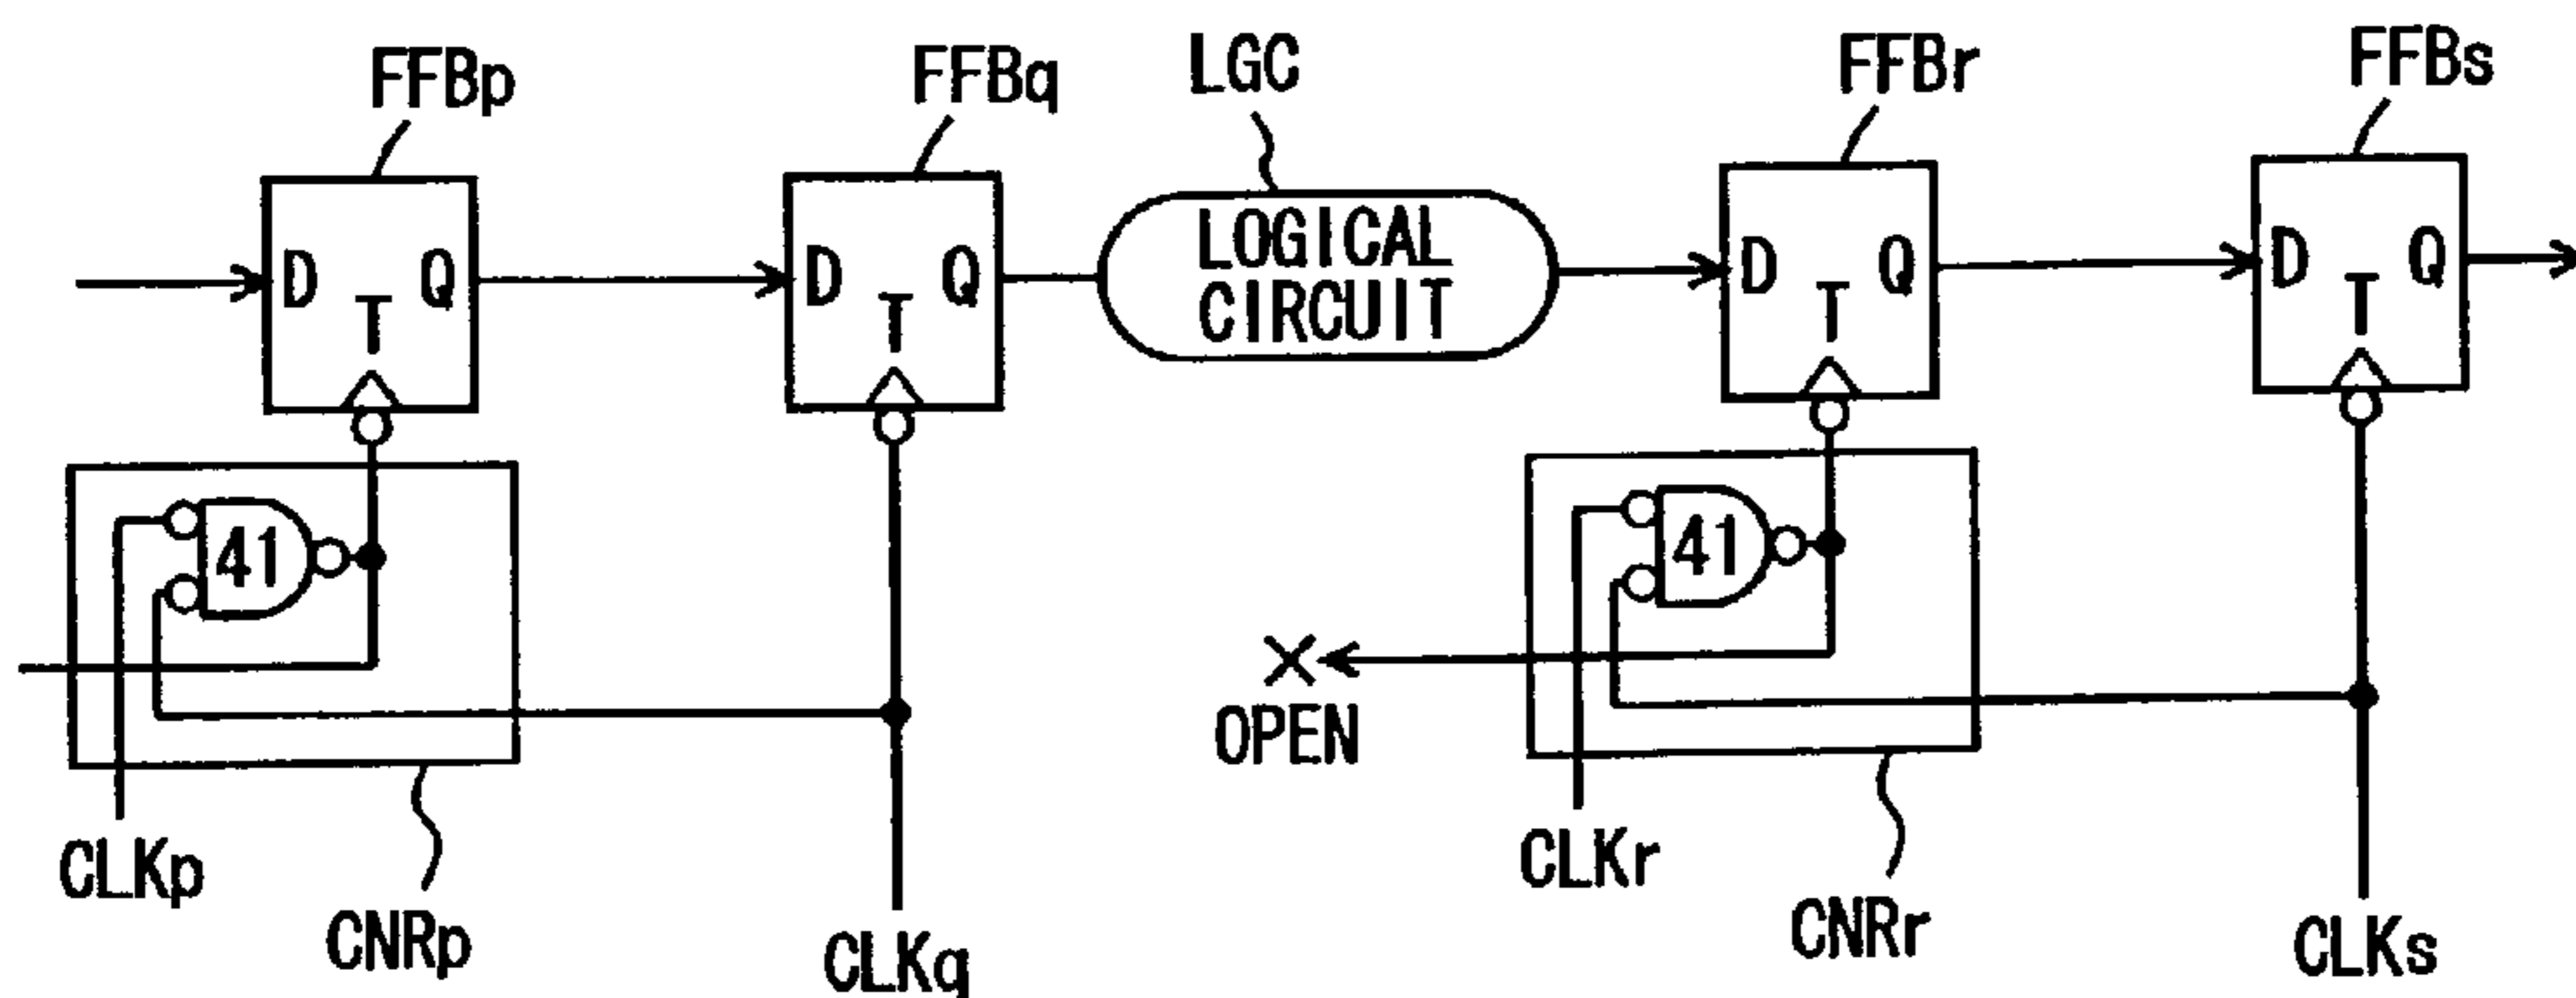 FFBp
FFBq
LGC
FFBr
FFBs
D T Q
D T Q
LOGICAL
CIRCUIT
D T Q
D T Q
41
41
OPEN
CLKp
CNRp
CLKq
CLKr
CNRr
CLKs